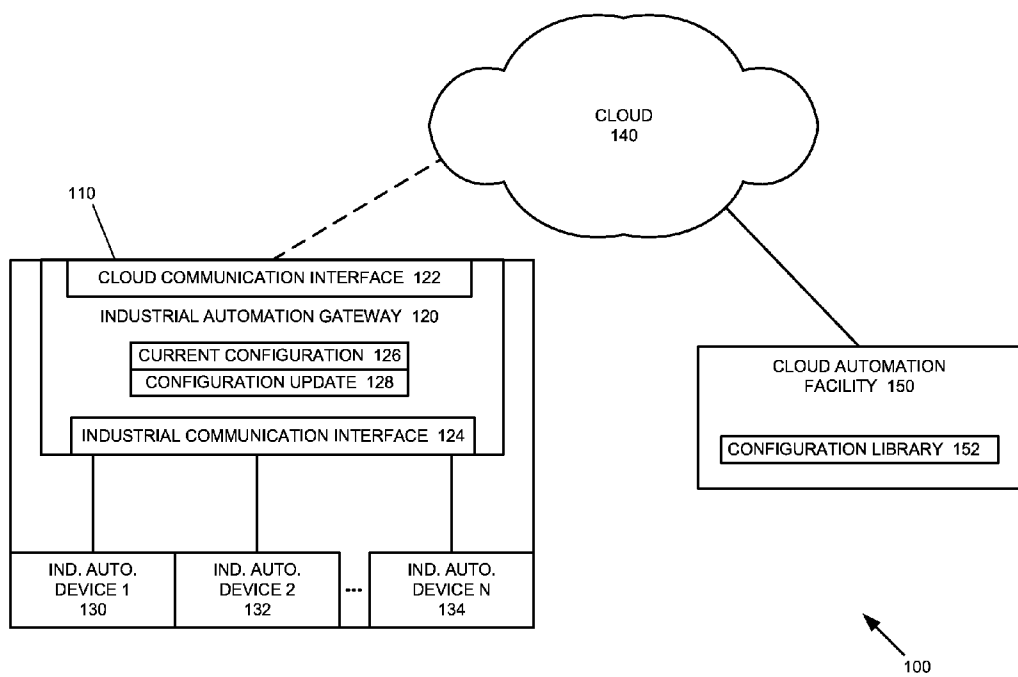 CLOUD
140
110
CLOUD COMMUNICATION INTERFACE 122
INDUSTRIAL AUTOMATION GATEWAY 120
CURRENT CONFIGURATION 126
CONFIGURATION UPDATE 128
INDUSTRIAL COMMUNICATION INTERFACE 124
CLOUD AUTOMATION
FACILITY 150
CONFIGURATION LIBRARY 152
IND. AUTO.
DEVICE 1
130
IND. AUTO.
DEVICE 2
132
...
IND. AUTO.
DEVICE N
134
100